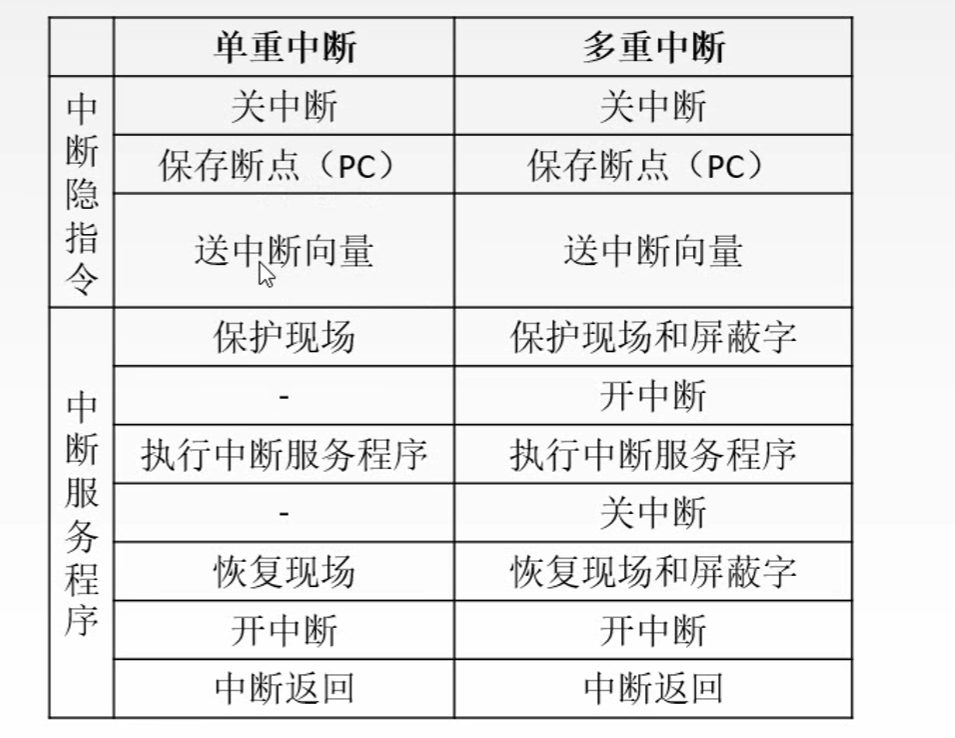 单重中断 多重中断
中断隐指令
关中断 关中断
保存断点（PC） 保存断点（PC）
送中断向量 送中断向量
中断服务程序
保护现场 保护现场和屏蔽字
- 开中断
执行中断服务程序 执行中断服务程序
- 关中断
恢复现场 恢复现场和屏蔽字
开中断 开中断
中断返回 中断返回